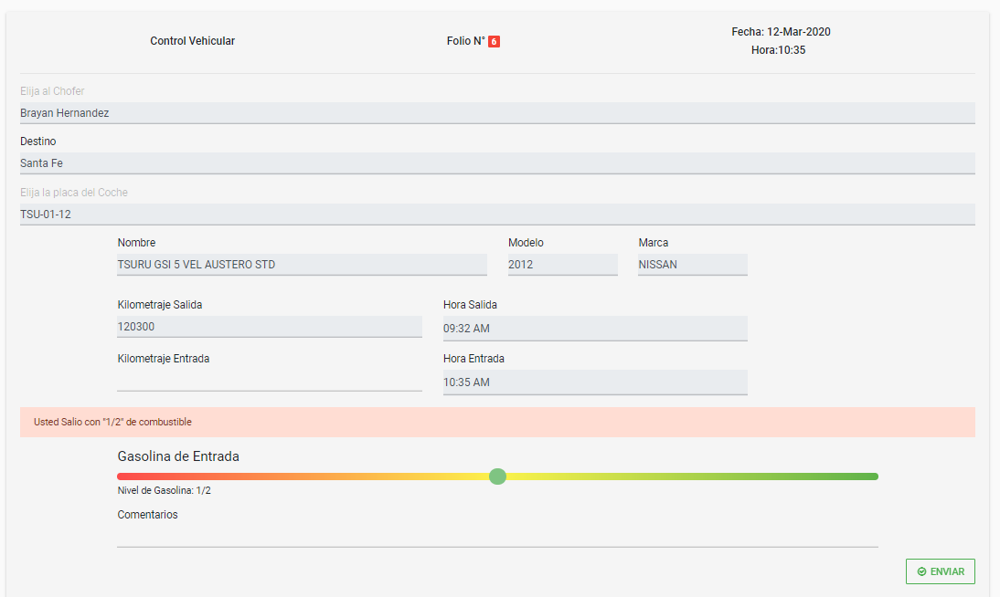 Control Vehicular
Folio N° 6
Fecha: 12-Mar-2020
Hora:10:35
Elija al Chofer
Brayan Hernandez
Destino
Santa Fe
Elija la placa del Coche
TSU-01-12
Nombre Modelo Marca
TSURU GSI 5 VEL AUSTERO STD 2012 NISSAN
Kilometraje Salida Hora Salida
120300 09:32 AM
Kilometraje Entrada Hora Entrada
10:35 AM
Usted Salio con "1/2" de combustible
Gasolina de Entrada
Nivel de Gasolina: 1/2
Comentarios
ENVIAR